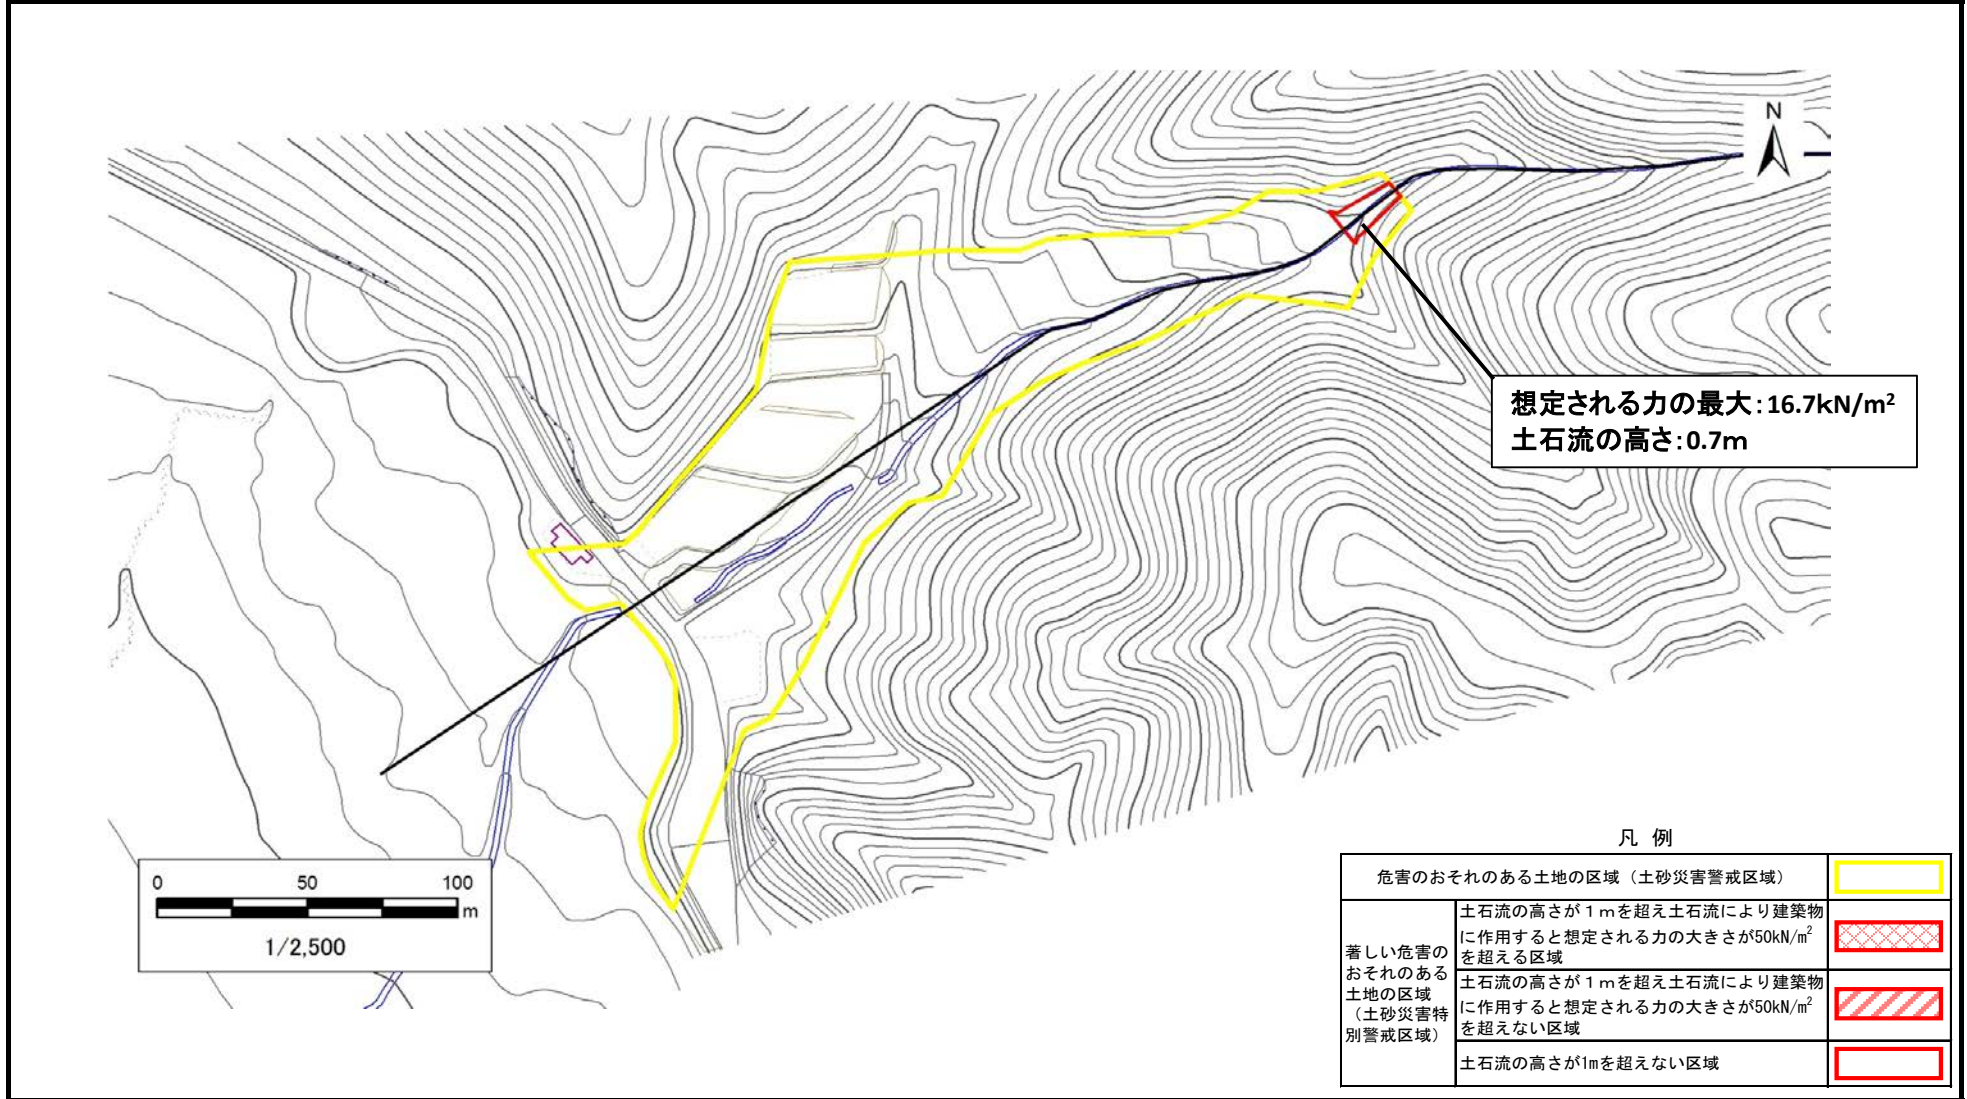 N
想定される力の最大：16.7kN/m²
土石流の高さ：0.7m
0 50 100
m
1/2,500
凡 例
危害のおそれのある土地の区域（土砂災害警戒区域）
著しい危害の
おそれのある
土地の区域
（土砂災害特
別警戒区域）
土石流の高さが１ｍを超え土石流により建築物
に作用すると想定される力の大きさが50kN/m²
を超える区域
土石流の高さが１ｍを超え土石流により建築物
に作用すると想定される力の大きさが50kN/m²
を超えない区域
土石流の高さが1mを超えない区域